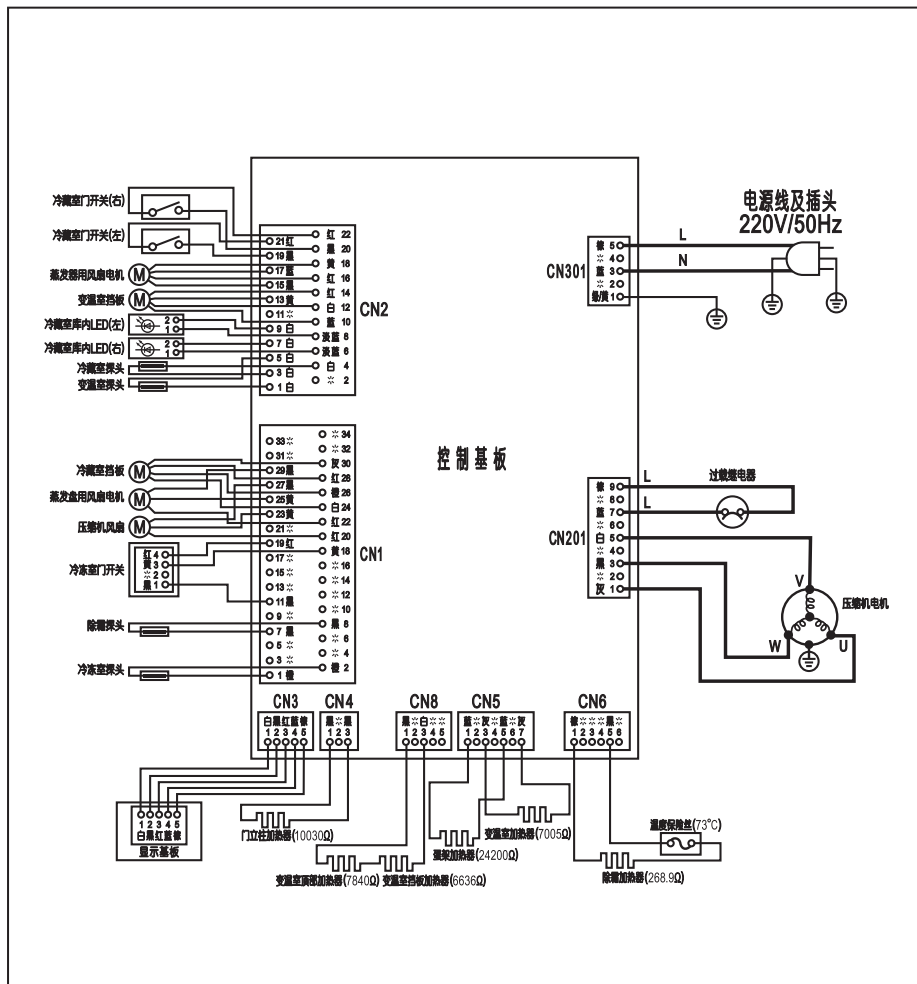 冷藏室门开关(右)
冷藏室门开关(左)
蒸发器用风扇电机
M
变温室挡板
M
冷藏室库内LED(左)
2
1
冷藏室库内LED(右)
2
1
冷藏室探头
变温室探头
21 红
19 黑
17 蓝
15 黑
13 黄
11 ※
9 白
7 白
5 白
3 白
1 白
红 22
黑 20
黄 18
红 16
红 14
白 12
蓝 10
淡蓝 8
淡蓝 6
白 4
※ 2
CN2
电源线及插头
220V/50Hz
L
N
CN301
棕 5
※ 4
蓝 3
※ 2
绿/黄 1
控制基板
冷藏室挡板
M
蒸发盘用风扇电机
M
压缩机风扇
M
红 4
黄 3
※ 2
黑 1
冷冻室门开关
除霜探头
冷冻室探头
33 ※
31 ※
29 黑
27 黑
25 黄
23 黄
21 ※
19 红
17 ※
15 ※
13 ※
11 黑
9 ※
7 黑
5 ※
3 ※
1 橙
※ 34
※ 32
灰 30
红 28
橙 26
白 24
红 22
红 20
黄 18
※ 16
※ 14
※ 12
※ 10
黑 8
※ 6
※ 4
橙 2
CN1
CN201
棕 9
※ 8
蓝 7
※ 6
白 5
※ 4
黑 3
※ 2
灰 1
L
L
过载继电器
V
W
U
压缩机电机
CN3
白黑红蓝棕
1 2 3 4 5
CN4
黑※黑
1 2 3
CN8
黑※白※※
1 2 3 4 5
CN5
蓝※灰※蓝※灰
1 2 3 4 5 6 7
CN6
棕※※※黑※
1 2 3 4 5 6
1 2 3 4 5
白黑红蓝棕
显示基板
门立柱加热器(10030Ω)
变温室顶部加热器(7840Ω)
变温室挡板加热器(6636Ω)
变温室加热器(7005Ω)
搁架加热器(24200Ω)
温度保险丝(73°C)
除霜加热器(268.9Ω)